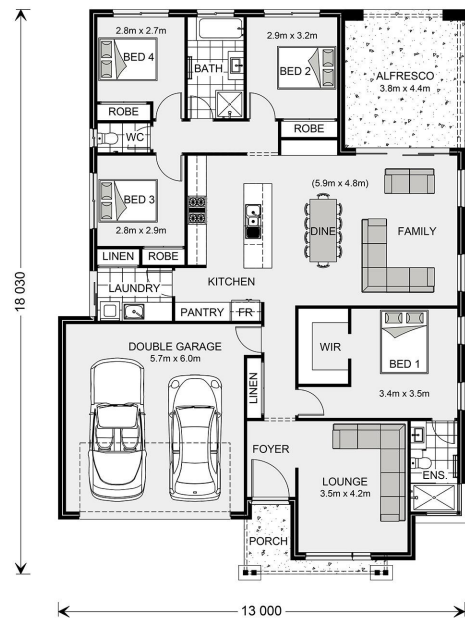 2.8m x 2.7m
BED 4
ROBE
WC
BATH
2.9m x 3.2m
BED 2
ROBE
ALFRESCO
3.8m x 4.4m
BED 3
2.8m x 2.9m
LINEN
ROBE
(5.9m x 4.8m)
DINE
FAMILY
KITCHEN
LAUNDRY
PANTRY
FR
DOUBLE GARAGE
5.7m x 6.0m
LINEN
WIR
BED 1
3.4m x 3.5m
ENS.
FOYER
LOUNGE
3.5m x 4.2m
PORCH
18 030
13 000